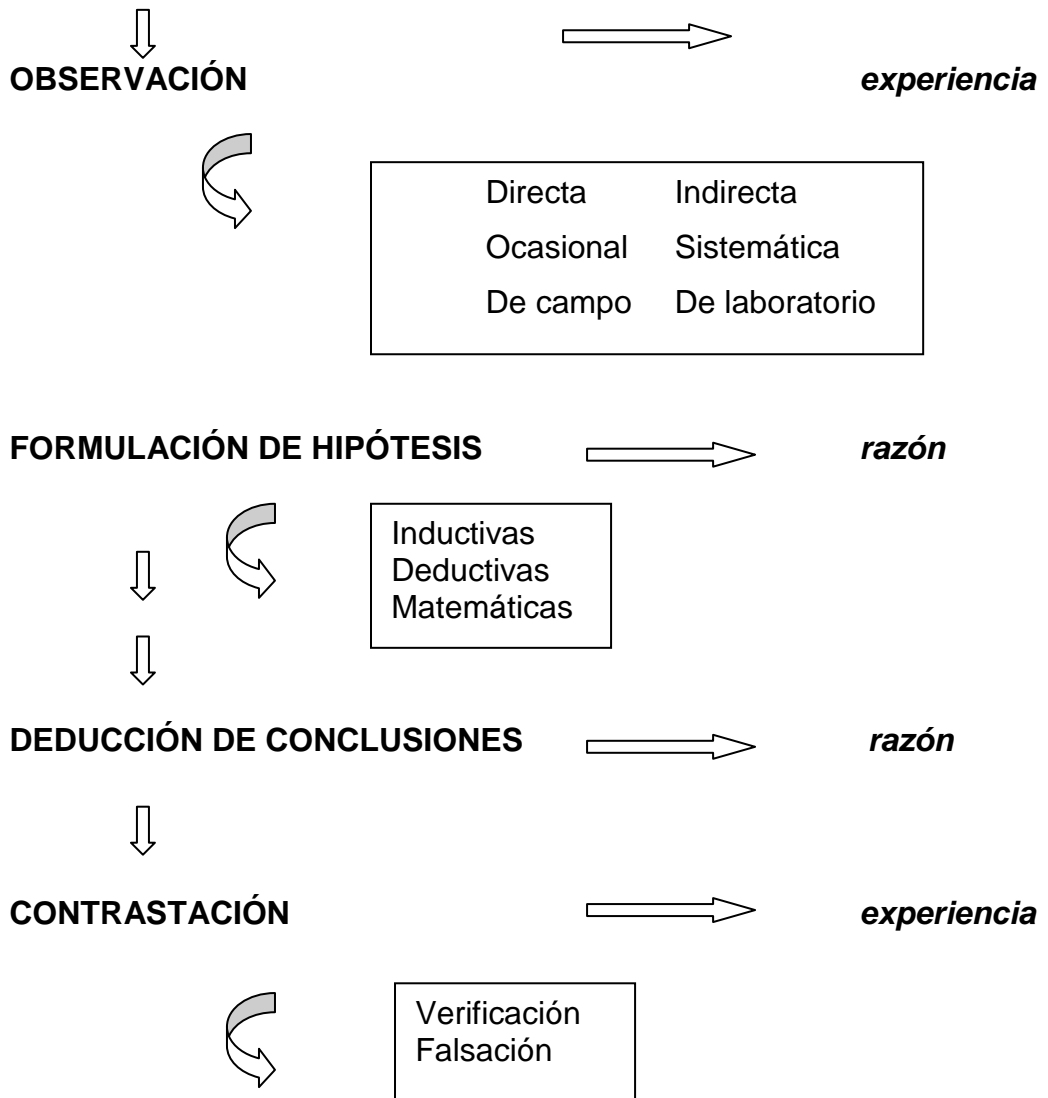 OBSERVACIÓN experiencia
Directa Indirecta
Ocasional Sistemática
De campo De laboratorio
FORMULACIÓN DE HIPÓTESIS razón
Inductivas
Deductivas
Matemáticas
DEDUCCIÓN DE CONCLUSIONES razón
CONTRASTACIÓN experiencia
Verificación
Falsación